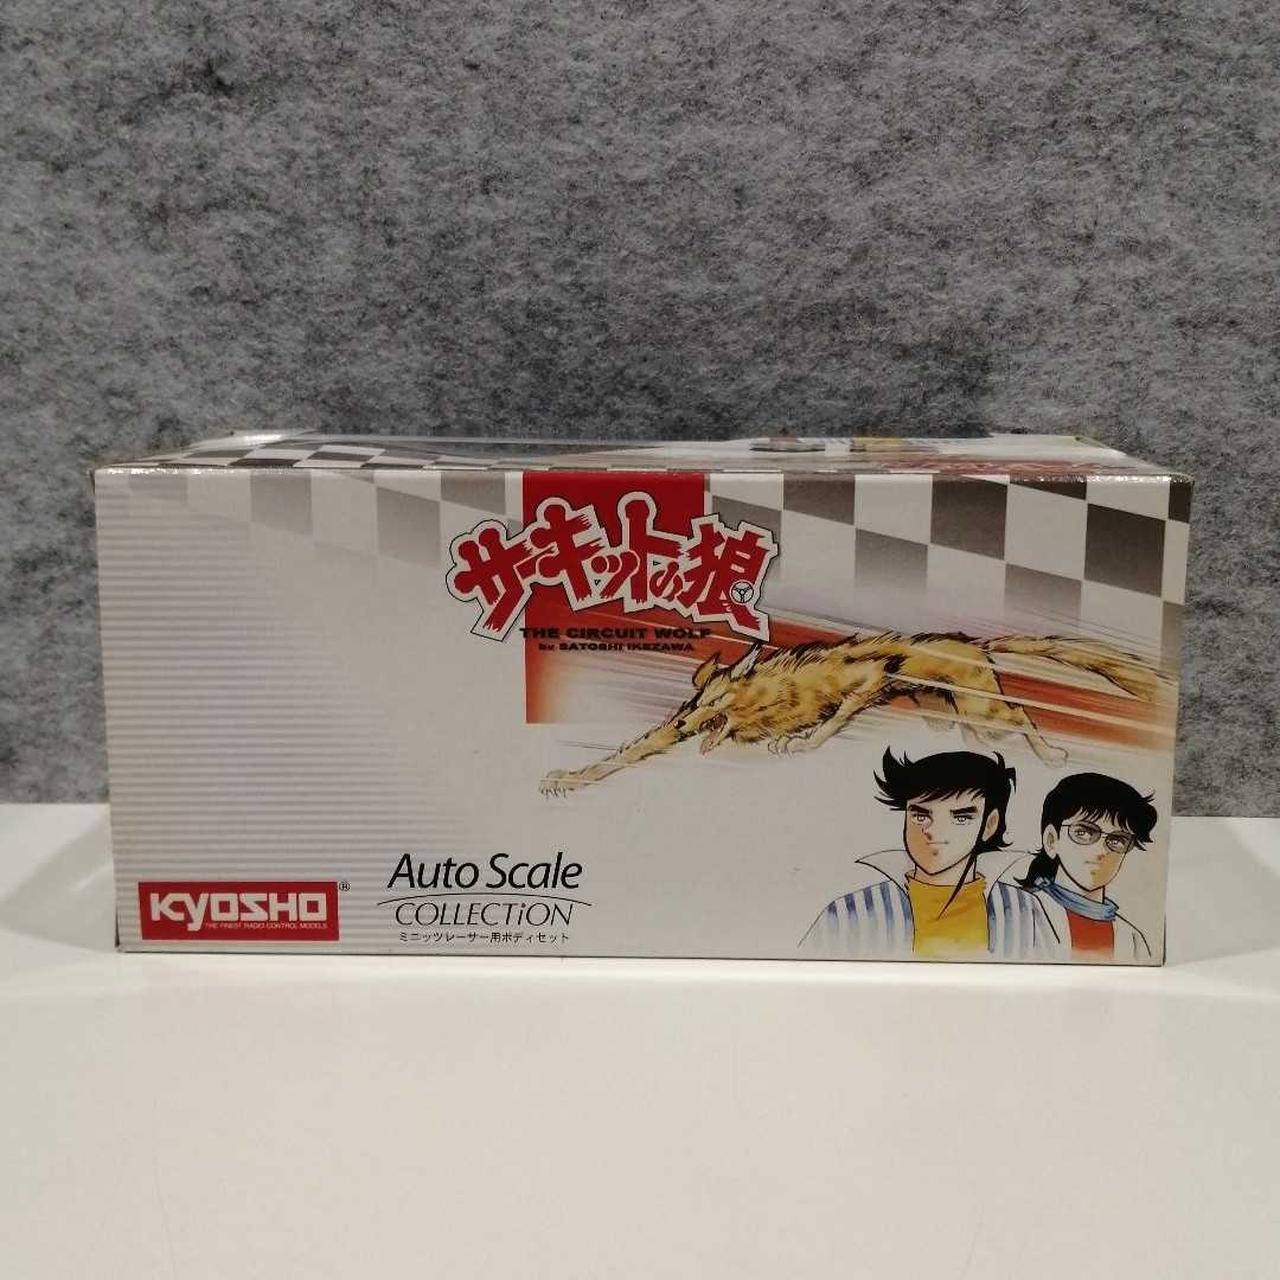 サーキットの狼
THE CIRCUIT WOLF
by SATOSHI IKEZAWA
Auto Scale
COLLECTiON
ミニッツレーサー用ボディセット
KYOSHO®
THE FINEST RADIO CONTROL MODELS